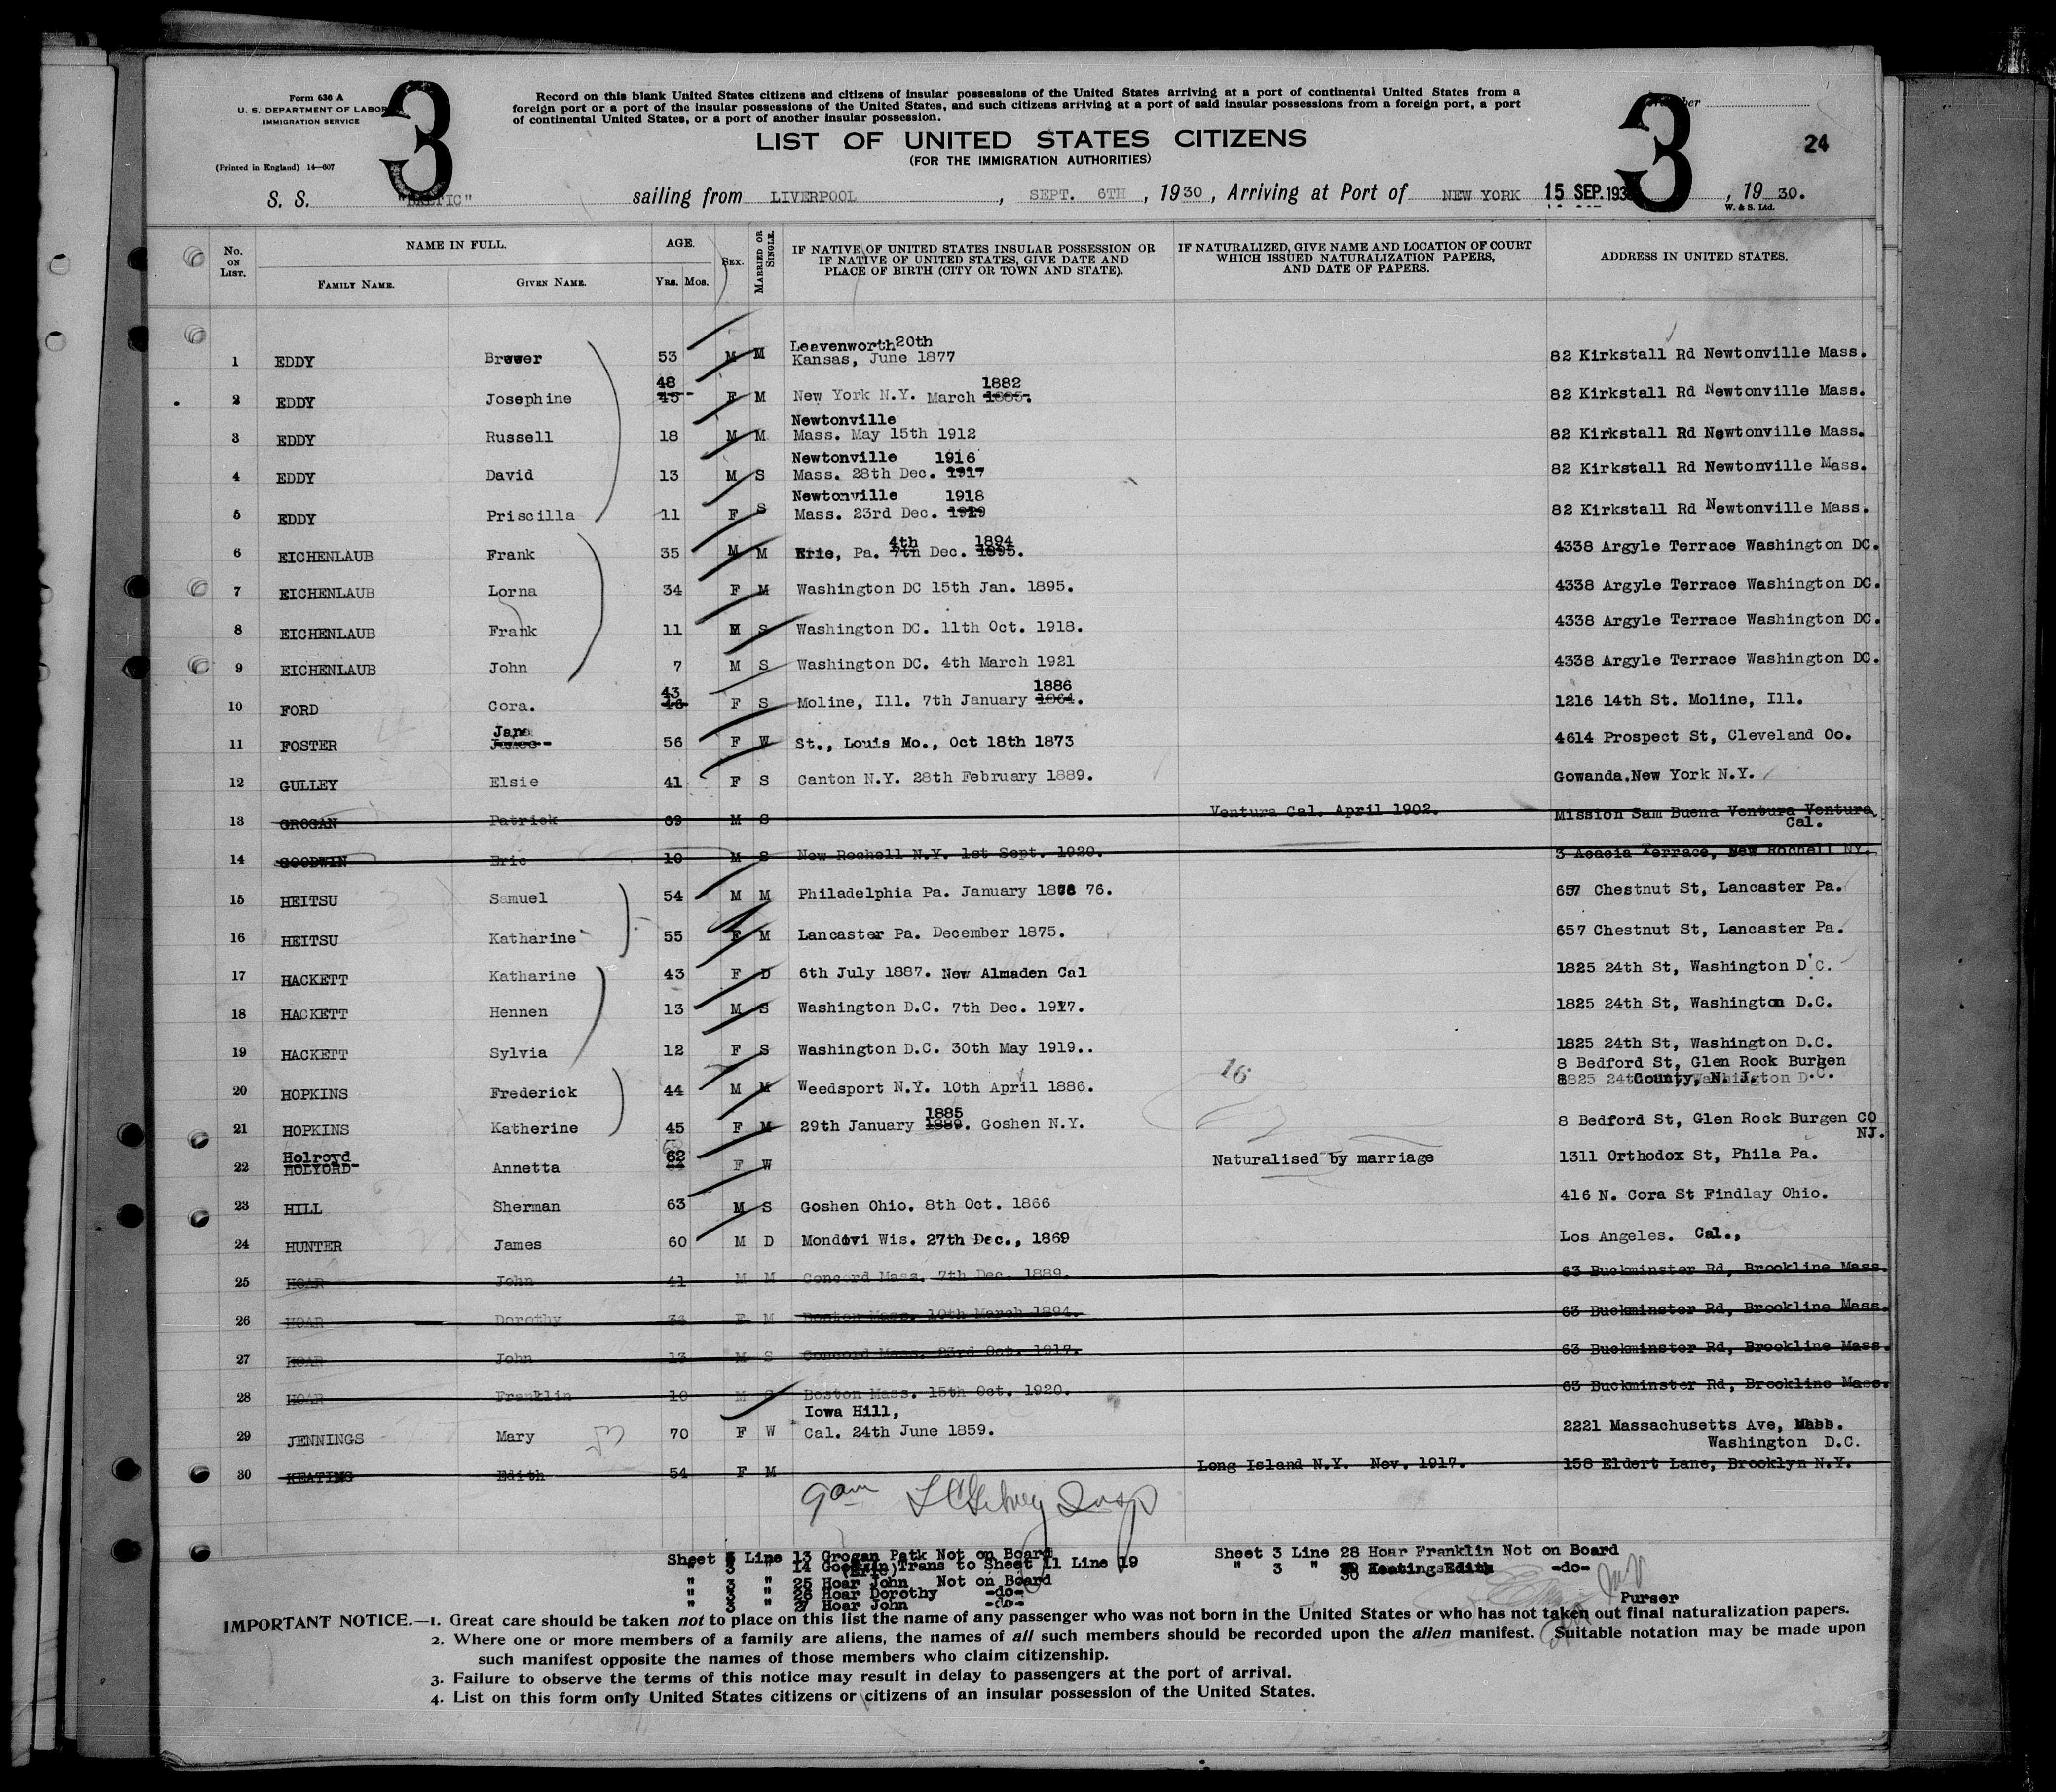 Form 630 A
U. S. DEPARTMENT OF LABOR
IMMIGRATION SERVICE
(Printed in England) 14—607
3
Record on this blank United States citizens and citizens of insular possessions of the United States arriving at a port of continental United States from a
foreign port or a port of the insular possessions of the United States, and such citizens arriving at a port of said insular possessions from a foreign port, a port
of continental United States, or a port of another insular possession.
3
24
LIST OF UNITED STATES CITIZENS
(FOR THE IMMIGRATION AUTHORITIES)
S. S. "BALTIC" sailing from LIVERPOOL, SEPT. 6TH, 1930, Arriving at Port of NEW YORK 15 SEP. 193 , 1930.
W. & S. Ltd.
No. ON LIST. NAME IN FULL. FAMILY NAME. GIVEN NAME. AGE. YRS. MOS. SEX. MARRIED OR SINGLE. IF NATIVE OF UNITED STATES INSULAR POSSESSION OR IF NATIVE OF UNITED STATES, GIVE DATE AND PLACE OF BIRTH (CITY OR TOWN AND STATE). IF NATURALIZED, GIVE NAME AND LOCATION OF COURT WHICH ISSUED NATURALIZATION PAPERS, AND DATE OF PAPERS. ADDRESS IN UNITED STATES.
Leavenworth 20th
1 EDDY Brewer 53 M M Kansas, June 1877 82 Kirkstall Rd Newtonville Mass.
48 1882
2 EDDY Josephine 45 F M New York N.Y. March 1885. 82 Kirkstall Rd Newtonville Mass.
Newtonville
3 EDDY Russell 18 M M Mass. May 15th 1912 82 Kirkstall Rd Newtonville Mass.
Newtonville 1916
4 EDDY David 13 M S Mass. 28th Dec. 1917 82 Kirkstall Rd Newtonville Mass.
Newtonville 1918
5 EDDY Priscilla 11 F S Mass. 23rd Dec. 1919 82 Kirkstall Rd Newtonville Mass.
4th 1894
6 EICHENLAUB Frank 35 M M Erie, Pa. 7th Dec. 1895. 4338 Argyle Terrace Washington DC.
7 EICHENLAUB Lorna 34 F M Washington DC 15th Jan. 1895. 4338 Argyle Terrace Washington DC.
8 EICHENLAUB Frank 11 M S Washington DC. 11th Oct. 1918. 4338 Argyle Terrace Washington DC.
9 EICHENLAUB John 7 M S Washington DC. 4th March 1921 4338 Argyle Terrace Washington DC.
43 1886
10 FORD Cora. 46 F S Moline, Ill. 7th January 1864. 1216 14th St. Moline, Ill.
Jane
11 FOSTER James 56 F W St., Louis Mo., Oct 18th 1873 4614 Prospect St, Cleveland Oo.
12 GULLEY Elsie 41 F S Canton N.Y. 28th February 1889. Gowanda.New York N.Y.
13 GROGAN Patrick 69 M S Ventura Cal. April 1902. Mission Sam Buena Ventura Ventura
Cal.
14 GOODWIN Eric 10 M S New Rochell N.Y. 1st Sept. 1920. 3 Acacia Terrace, New Rochell NY.
15 HEITSU Samuel 54 M M Philadelphia Pa. January 1878 76. 657 Chestnut St, Lancaster Pa.
16 HEITSU Katharine 55 F M Lancaster Pa. December 1875. 657 Chestnut St, Lancaster Pa.
17 HACKETT Katharine 43 F D 6th July 1887. New Almaden Cal 1825 24th St, Washington D.C.
18 HACKETT Hennen 13 M S Washington D.C. 7th Dec. 1917. 1825 24th St, Washington D.C.
19 HACKETT Sylvia 12 F S Washington D.C. 30th May 1919.. 1825 24th St, Washington D.C.
8 Bedford St, Glen Rock Burgen
20 HOPKINS Frederick 44 M M Weedsport N.Y. 10th April 1886. 16 County, N. J.
1885
21 HOPKINS Katherine 45 F M 29th January 1889. Goshen N.Y. 8 Bedford St, Glen Rock Burgen CO
NJ.
Holroyd 62
22 HOLYORD Annetta F W Naturalised by marriage 1311 Orthodox St, Phila Pa.
23 HILL Sherman 63 M S Goshen Ohio. 8th Oct. 1866 416 N. Cora St Findlay Ohio.
24 HUNTER James 60 M D Mondovi Wis. 27th Dec., 1869 Los Angeles. Cal.,
25 HOAR John 41 M M Concord Mass. 7th Dec. 1889. 63 Buckminster Rd, Brookline Mass.
26 HOAR Dorothy 36 F M Boston Mass. 10th March 1894. 63 Buckminster Rd, Brookline Mass.
27 HOAR John 13 M S Concord Mass. 23rd Oct. 1917. 63 Buckminster Rd, Brookline Mass.
28 HOAR Franklin 10 M S Boston Mass. 15th Oct. 1920. 63 Buckminster Rd, Brookline Mass.
Iowa Hill,
29 JENNINGS Mary 70 F W Cal. 24th June 1859. 2221 Massachusetts Ave,
Washington D.C.
30 KEATING Edith 54 F M Long Island N.Y. Nov. 1917. 158 Eldert Lane, Brooklyn N.Y.
9am Insp
Sheet 3 Line 13 Grogan Patk Not on Board
" 3 " 14 Goodwin Trans to Sheet 11 Line 19
(Eric)
" 3 " 25 Hoar John Not on Board
" 3 " 26 Hoar Dorothy -do-
" 3 " 27 Hoar John -do-
Sheet 3 Line 28 Hoar Franklin Not on Board
" 3 " 30 Keating Edith -do-
Purser
IMPORTANT NOTICE.—1. Great care should be taken not to place on this list the name of any passenger who was not born in the United States or who has not taken out final naturalization papers.
2. Where one or more members of a family are aliens, the names of all such members should be recorded upon the alien manifest. Suitable notation may be made upon
such manifest opposite the names of those members who claim citizenship.
3. Failure to observe the terms of this notice may result in delay to passengers at the port of arrival.
4. List on this form only United States citizens or citizens of an insular possession of the United States.